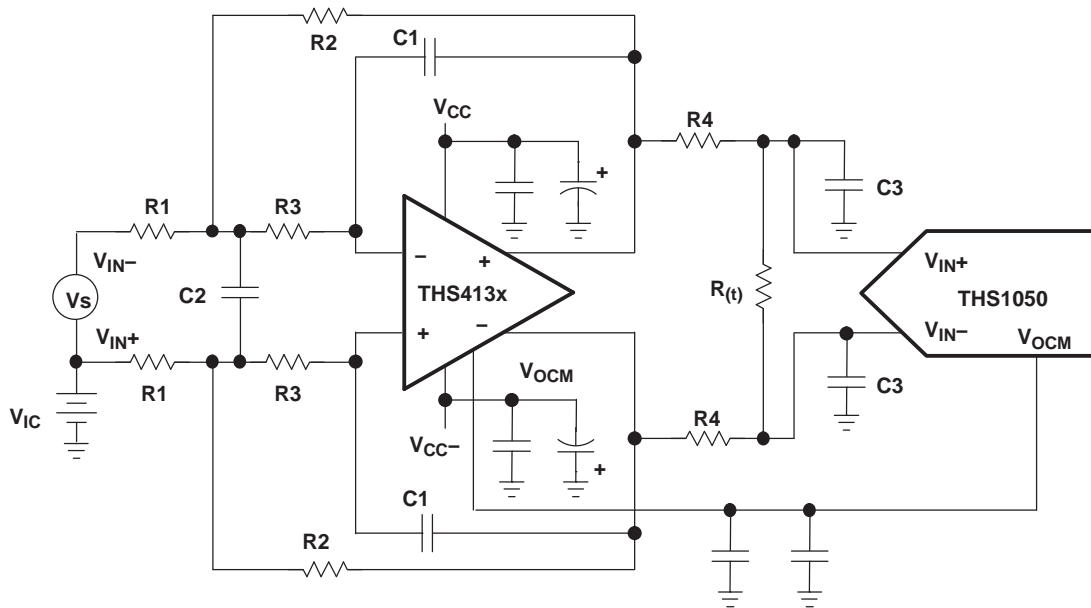 R2
C1
VCC
R4
C3
R1
R3
VIN−
Vs
C2
− +
THS413x
+ −
R(t)
VIN+
THS1050
VIN−
VOCM
VIN+
R1
R3
VOCM
C3
VIC
VCC−
+
+
R4
C1
R2